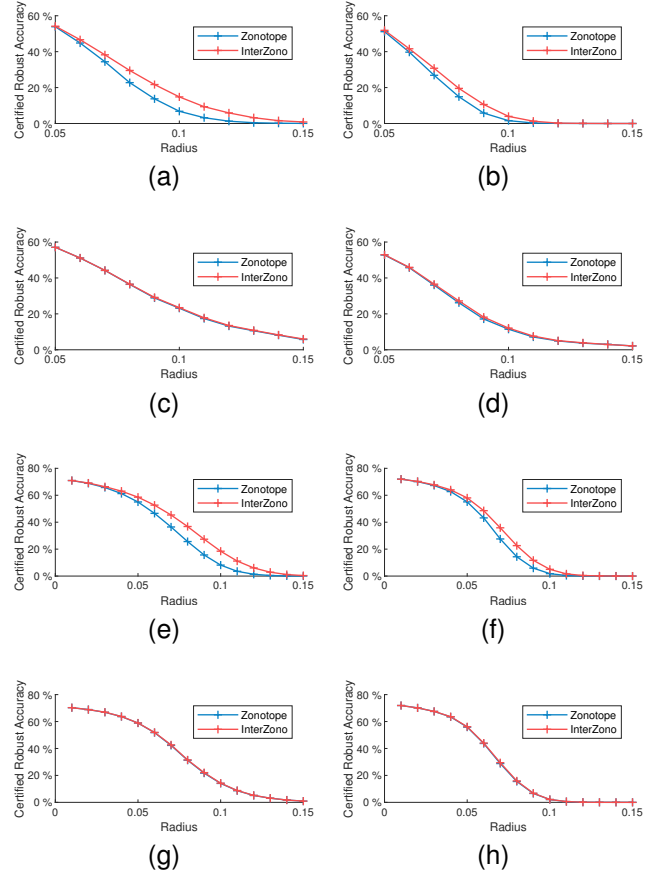 60 %
40 %
20 %
0 %
Certified Robust Accuracy
0.05
0.1
0.15
Radius
Zonotope
InterZono
(a)
60 %
40 %
20 %
0 %
Certified Robust Accuracy
0.05
0.1
0.15
Radius
Zonotope
InterZono
(b)
60 %
40 %
20 %
0 %
Certified Robust Accuracy
0.05
0.1
0.15
Radius
Zonotope
InterZono
(c)
60 %
40 %
20 %
0 %
Certified Robust Accuracy
0.05
0.1
0.15
Radius
Zonotope
InterZono
(d)
80 %
60 %
40 %
20 %
0 %
Certified Robust Accuracy
0
0.05
0.1
0.15
Radius
Zonotope
InterZono
(e)
80 %
60 %
40 %
20 %
0 %
Certified Robust Accuracy
0
0.05
0.1
0.15
Radius
Zonotope
InterZono
(f)
80 %
60 %
40 %
20 %
0 %
Certified Robust Accuracy
0
0.05
0.1
0.15
Radius
Zonotope
InterZono
(g)
80 %
60 %
40 %
20 %
0 %
Certified Robust Accuracy
0
0.05
0.1
0.15
Radius
Zonotope
InterZono
(h)